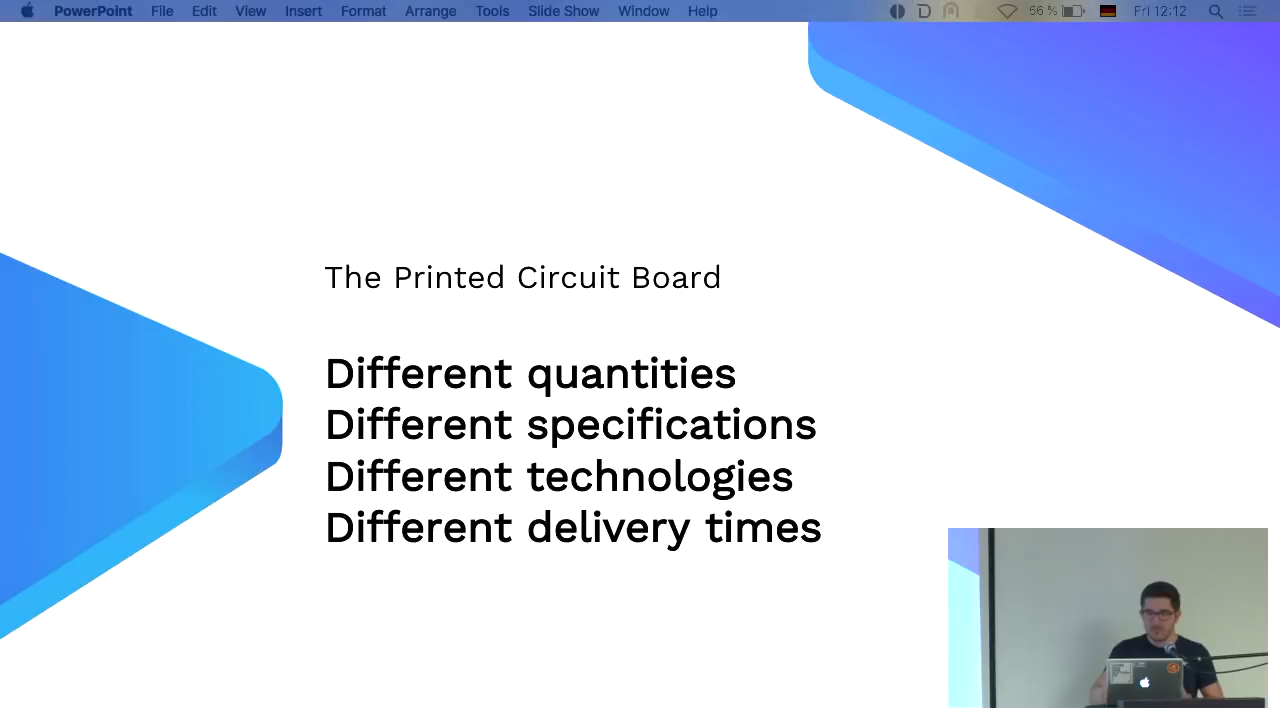 PowerPoint File Edit View Insert Format Arrange Tools Slide Show Window Help 56 % Fri 12:12
The Printed Circuit Board
Different quantities
Different specifications
Different technologies
Different delivery times